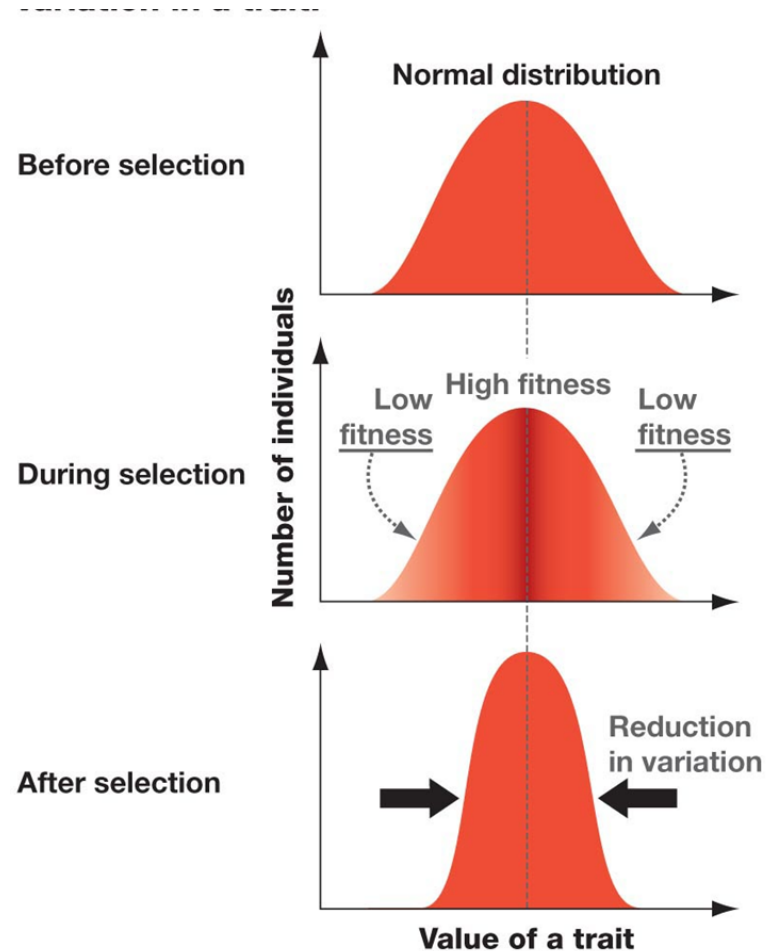 Normal distribution
Before selection
Number of individuals
High fitness
Low
fitness
Low
fitness
During selection
After selection
Reduction
in variation
Value of a trait